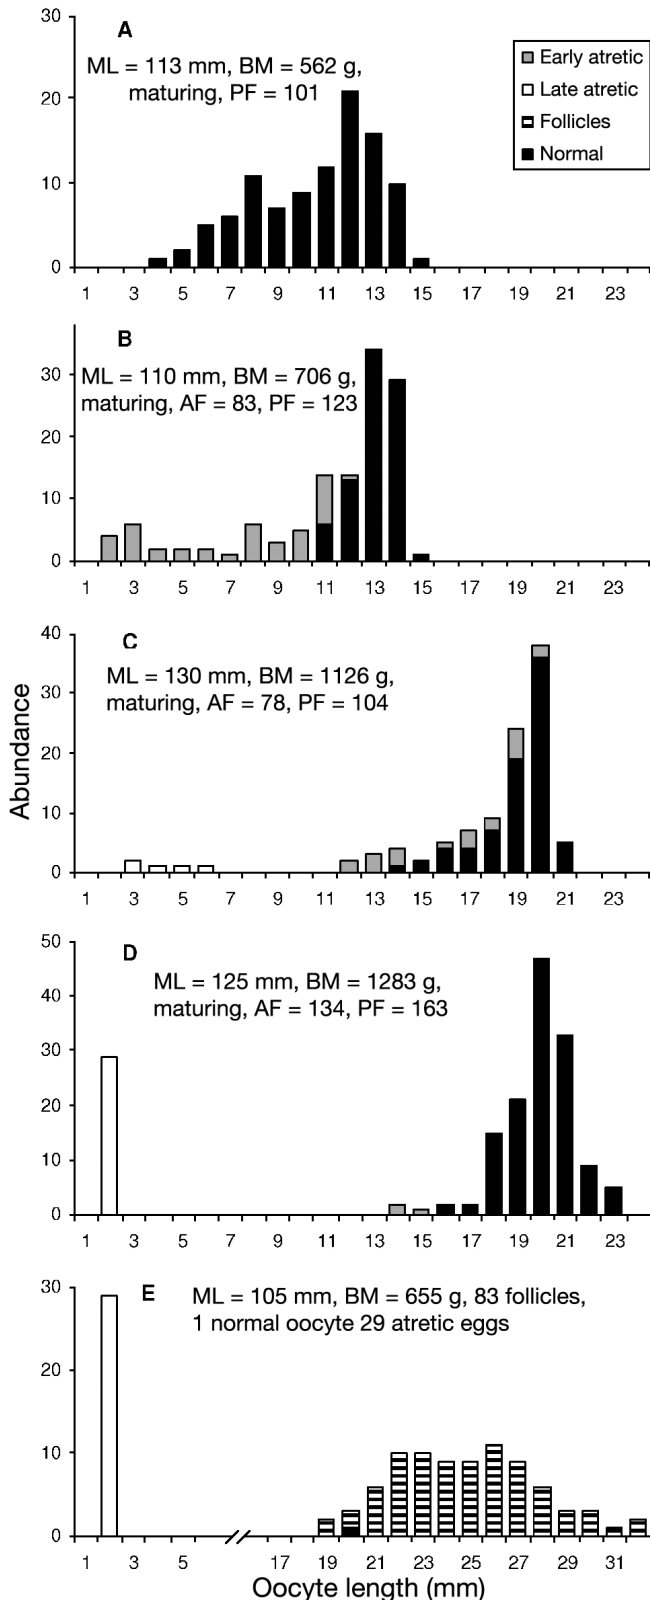 30
20
10
0
A
ML = 113 mm, BM = 562 g,
maturing, PF = 101
Early atretic
Late atretic
Follicles
Normal
1 3 5 7 9 11 13 15 17 19 21 23
30
20
10
0
B
ML = 110 mm, BM = 706 g,
maturing, AF = 83, PF = 123
1 3 5 7 9 11 13 15 17 19 21 23
Abundance
40
30
20
10
0
C
ML = 130 mm, BM = 1126 g,
maturing, AF = 78, PF = 104
1 3 5 7 9 11 13 15 17 19 21 23
50
40
30
20
10
0
D
ML = 125 mm, BM = 1283 g,
maturing, AF = 134, PF = 163
1 3 5 7 9 11 13 15 17 19 21 23
30
20
10
0
E
ML = 105 mm, BM = 655 g, 83 follicles,
1 normal oocyte 29 atretic eggs
1 3 5 17 19 21 23 25 27 29 31
Oocyte length (mm)